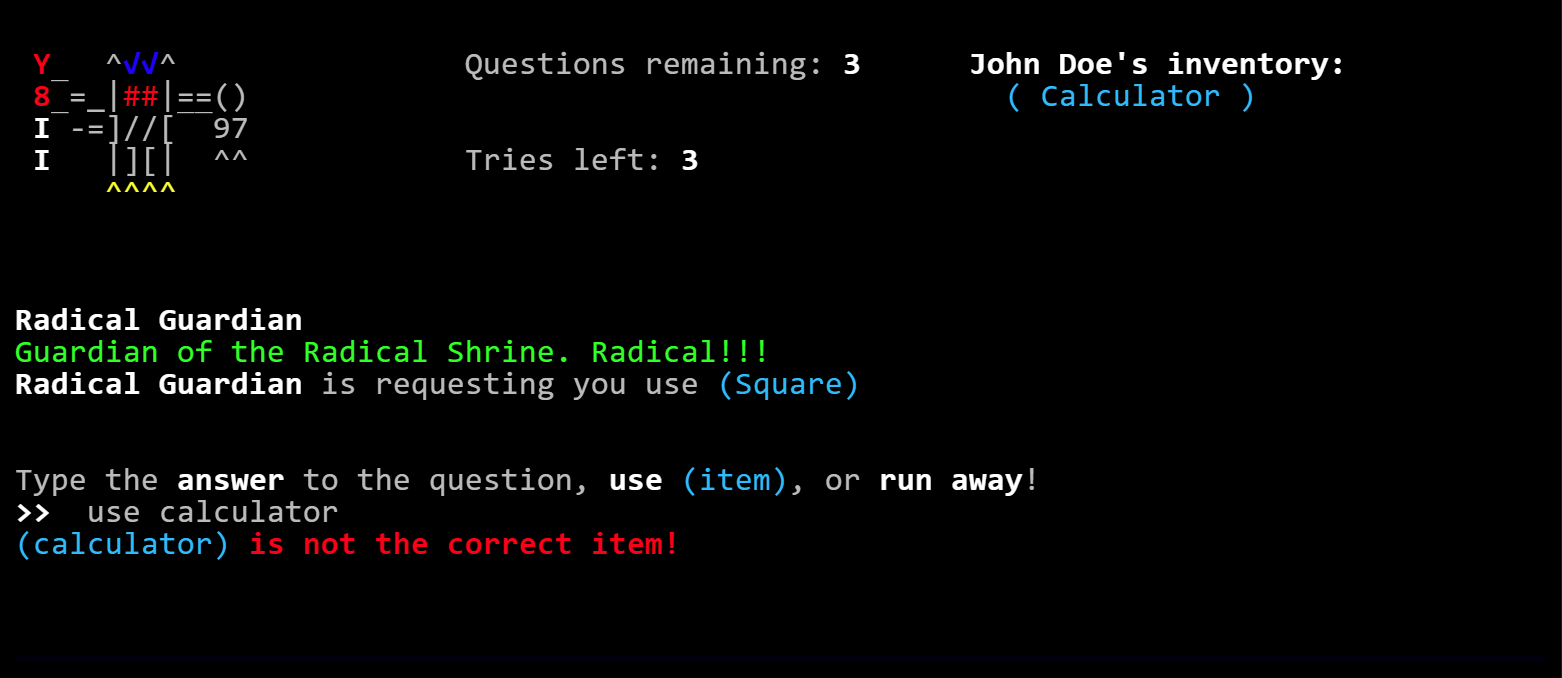 Y_  ^√√^
8_=_|##|==()
I -=]//[  97
I   |][|  ^^
^^^^
Questions remaining: 3
Tries left: 3
John Doe's inventory:
( Calculator )
Radical Guardian
Guardian of the Radical Shrine. Radical!!!
Radical Guardian is requesting you use (Square)
Type the answer to the question, use (item), or run away!
>>  use calculator
(calculator) is not the correct item!